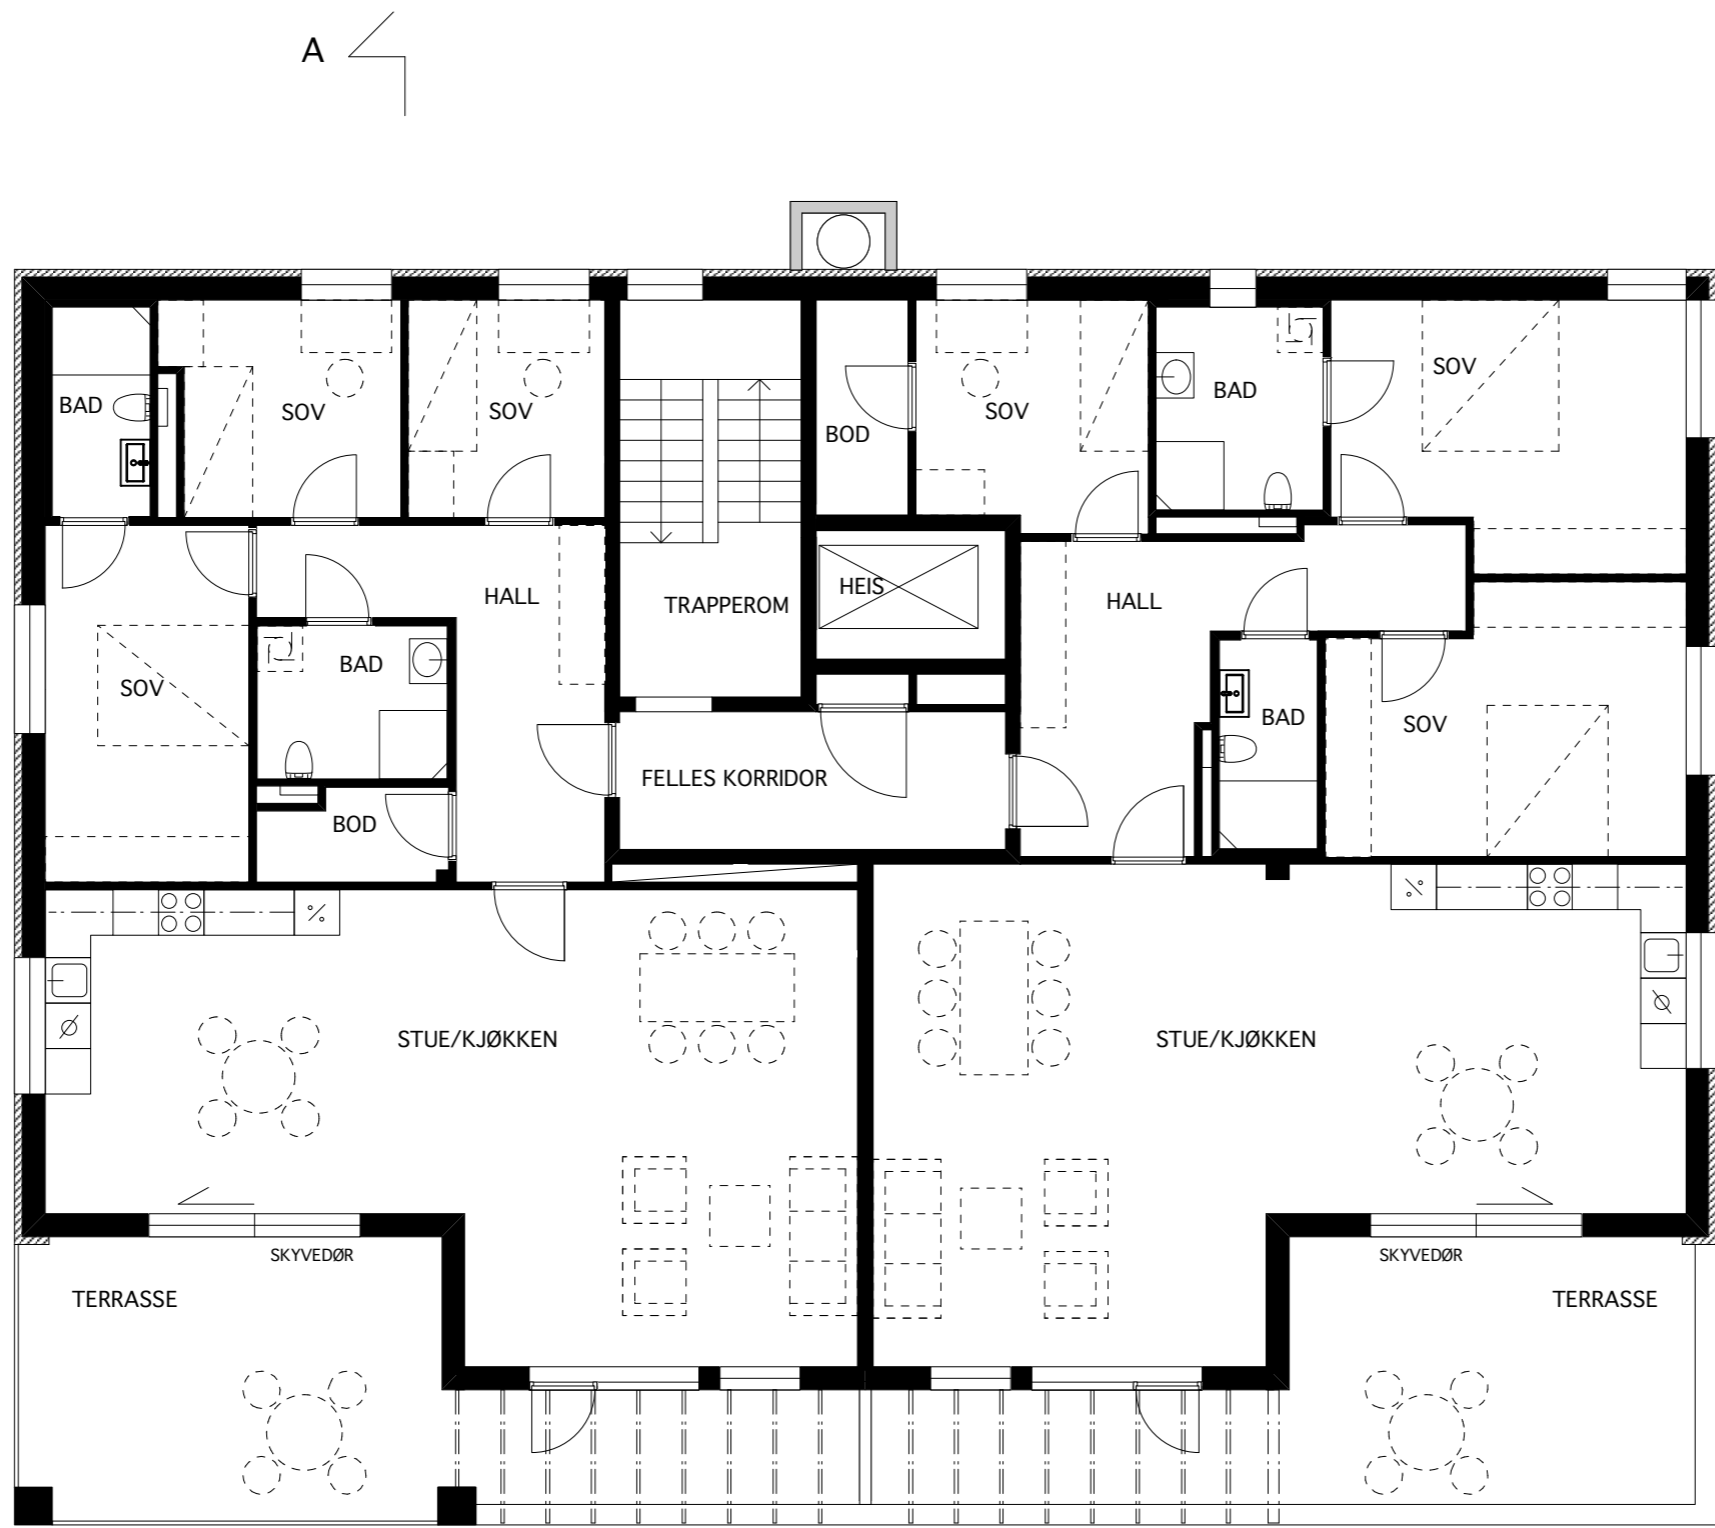 A
BAD
SOV
SOV
BOD
SOV
BAD
SOV
HALL
TRAPPEROM
HEIS
HALL
SOV
BAD
BAD
SOV
BOD
FELLES KORRIDOR
STUE/KJØKKEN
STUE/KJØKKEN
SKYVEDØR
SKYVEDØR
TERRASSE
TERRASSE